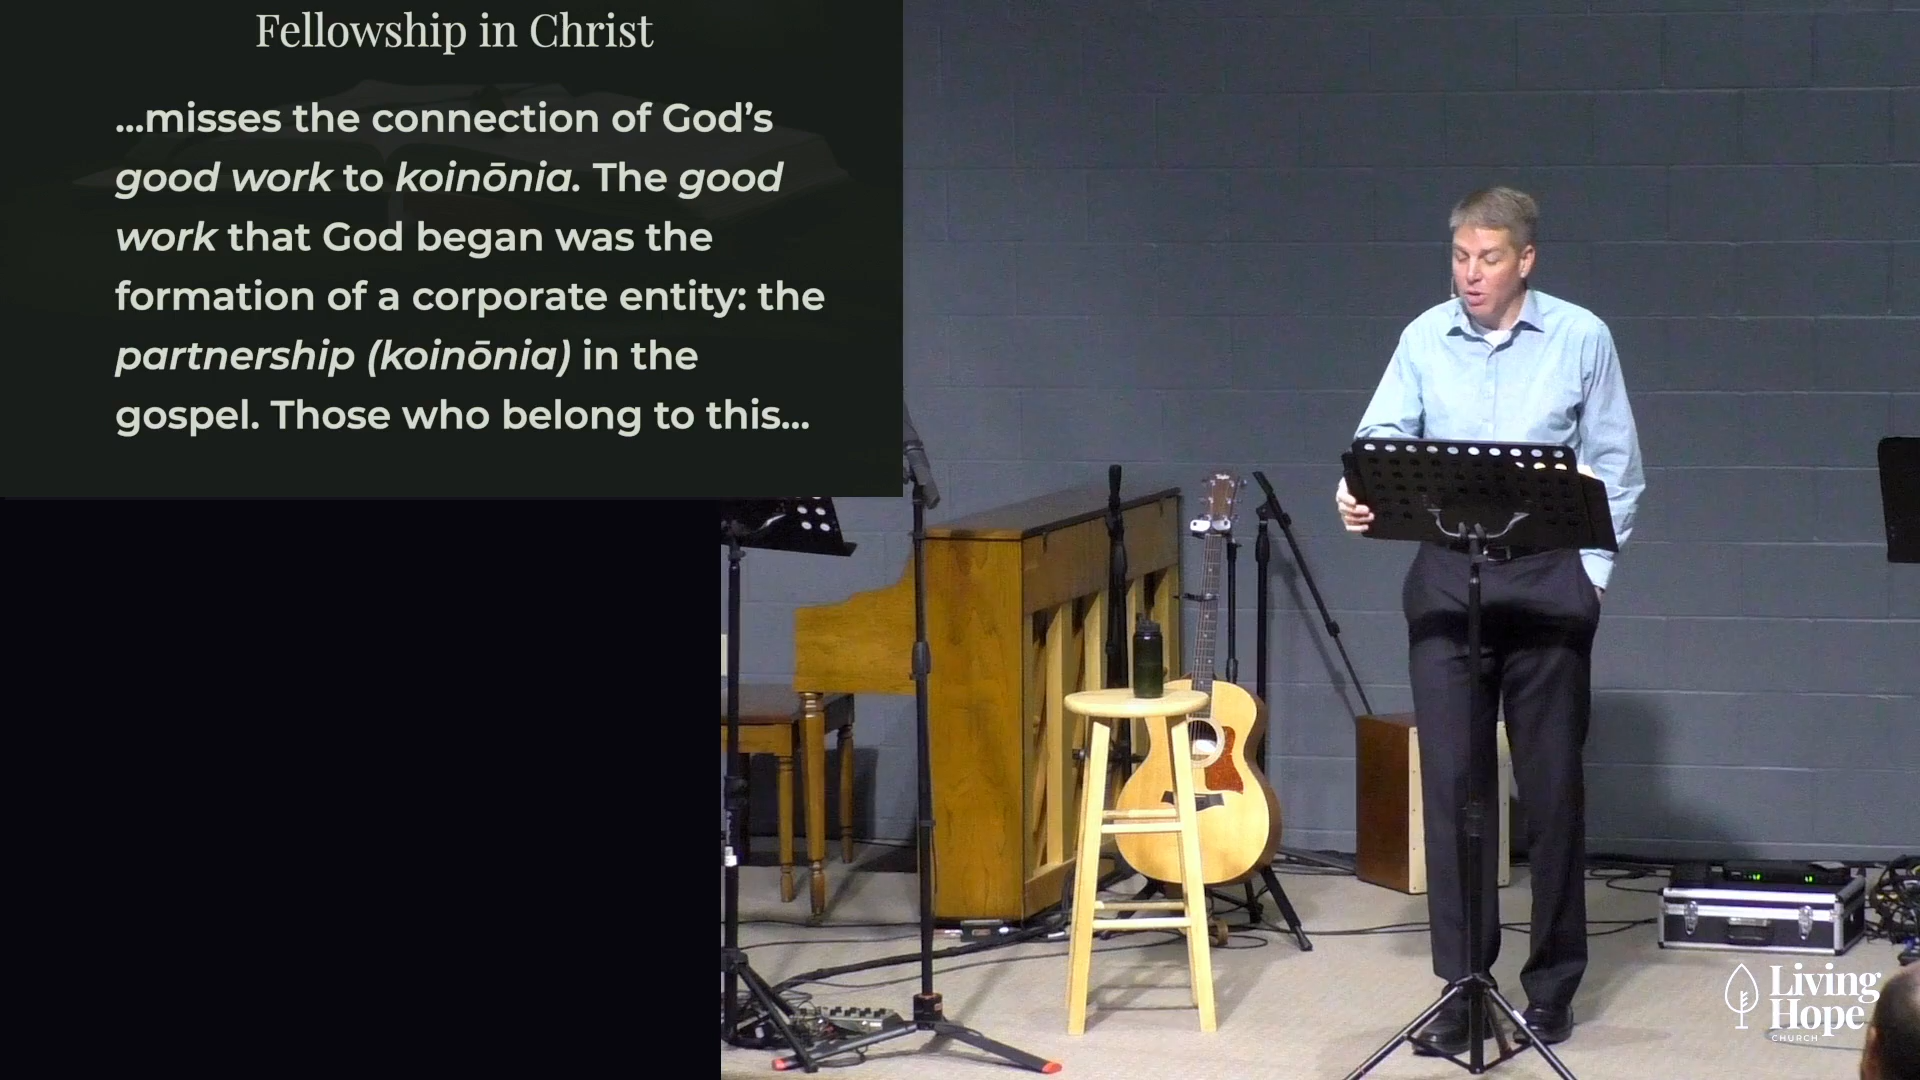 Fellowship in Christ
...misses the connection of God's
good work to koinōnia. The good
work that God began was the
formation of a corporate entity: the
partnership (koinōnia) in the
gospel. Those who belong to this...
Living
Hope
CHURCH